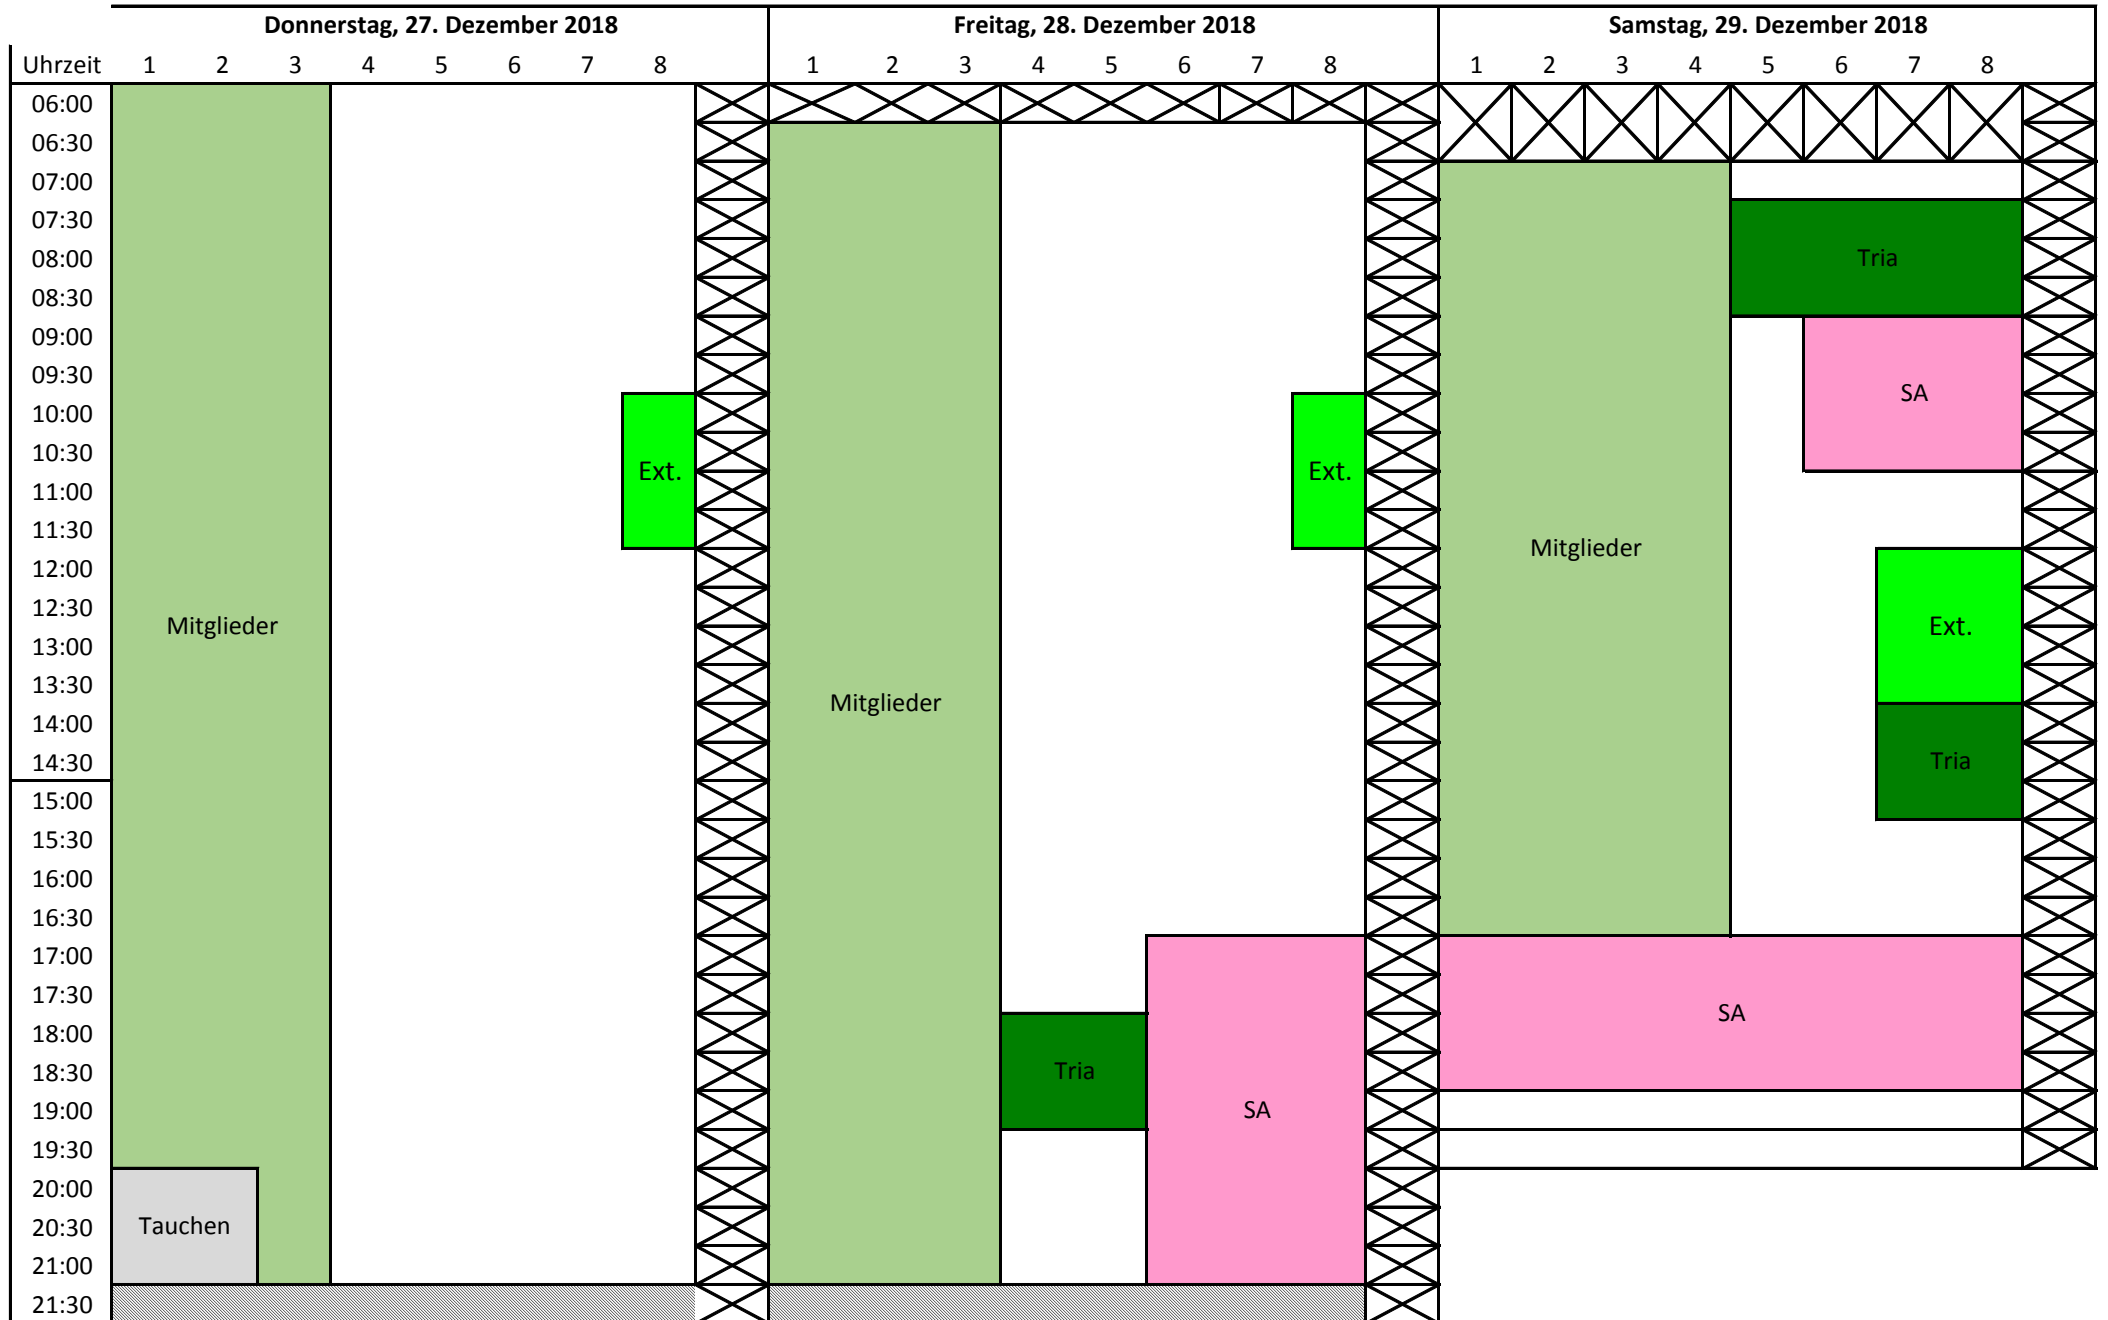 Donnerstag, 27. Dezember 2018 Freitag, 28. Dezember 2018 Samstag, 29. Dezember 2018
Uhrzeit 1 2 3 4 5 6 7 8 1 2 3 4 5 6 7 8 1 2 3 4 5 6 7 8
06:00
06:30
07:00
07:30
08:00 Tria
08:30
09:00
09:30
SA
10:00
10:30
Ext. Ext.
11:00
11:30
Mitglieder
12:00
12:30
Mitglieder Ext.
13:00
13:30
Mitglieder
14:00
14:30 Tria
15:00
15:30
16:00
16:30
17:00
17:30
SA
18:00
18:30 Tria
19:00 SA
19:30
20:00
20:30 Tauchen
21:00
21:30